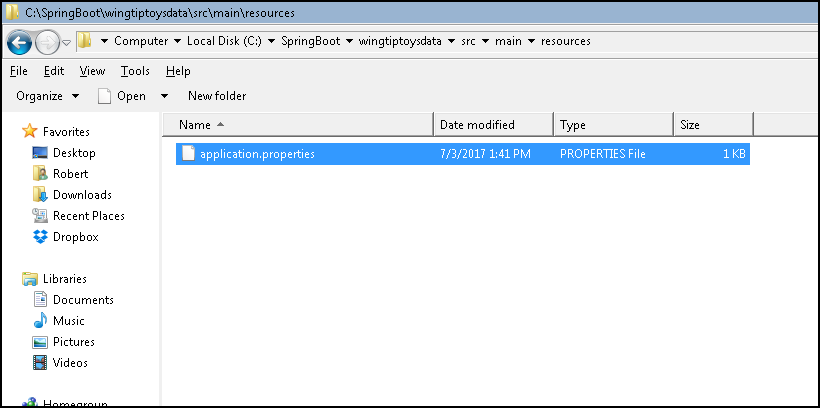 C:\SpringBoot\wingtiptoysdata\src\main\resources
Computer Local Disk (C:) SpringBoot wingtiptoysdata src main resources
File Edit View Tools Help
Organize Open New folder
Name Date modified Type Size
application.properties 7/3/2017 1:41 PM PROPERTIES File 1 KB
Favorites
Desktop
Robert
Downloads
Recent Places
Dropbox
Libraries
Documents
Music
Pictures
Videos
Homegroup